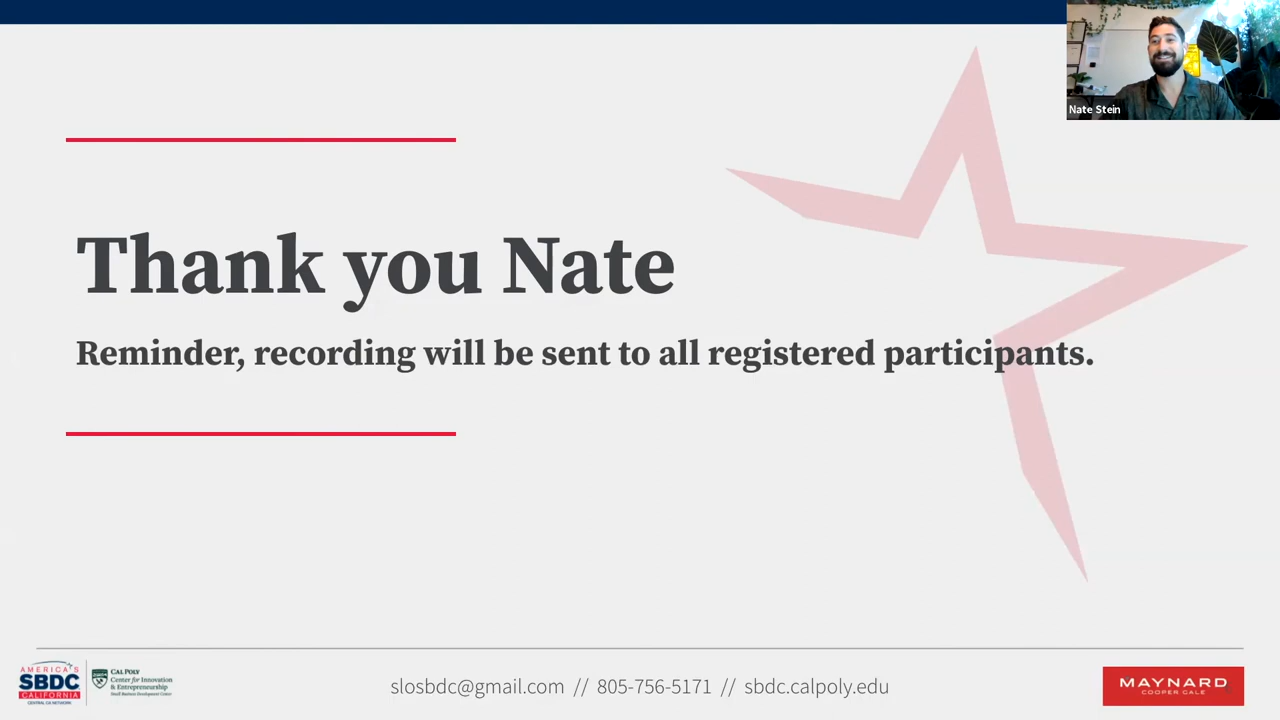 Nate Stein
Thank you Nate
Reminder, recording will be sent to all registered participants.
AMERICA'S
SBDC
CALIFORNIA
CENTRAL CA NETWORK
CAL POLY
Center for Innovation
& Entrepreneurship
Small Business Development Center
slosbdc@gmail.com // 805-756-5171 // sbdc.calpoly.edu
MAYNARD
COOPER GALE